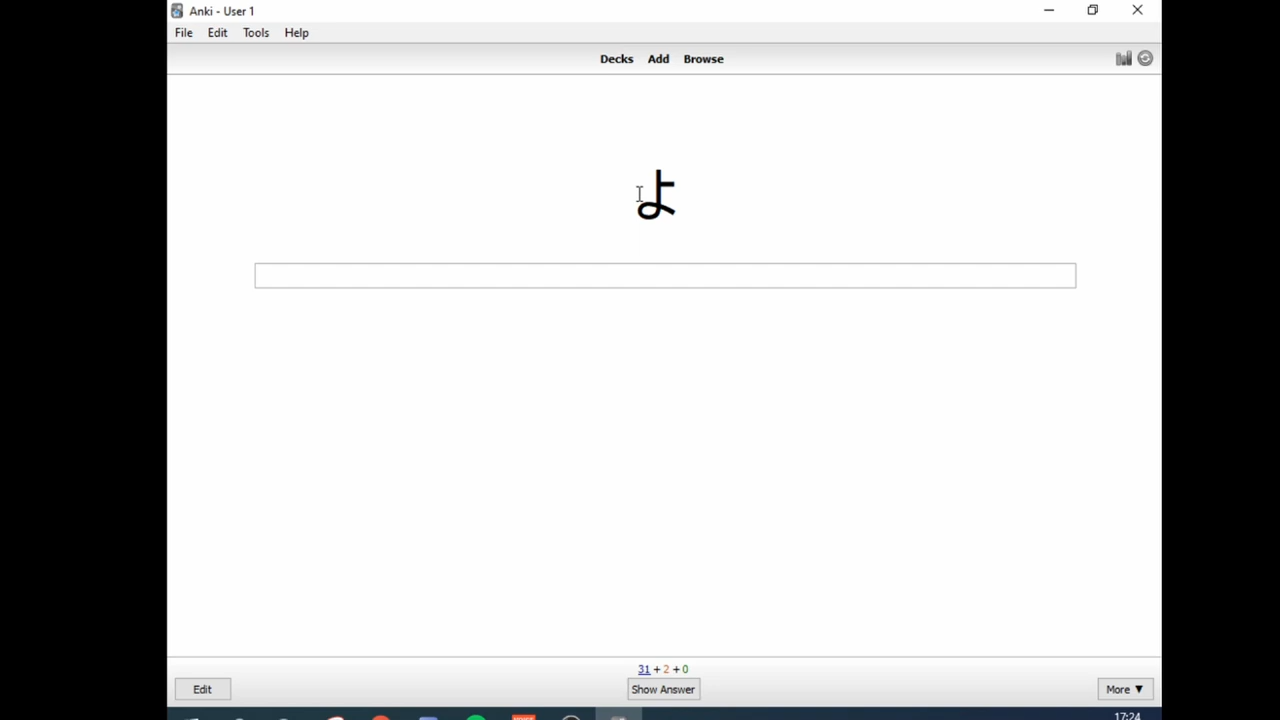 Anki - User 1
File Edit Tools Help
Decks Add Browse
よ
31 + 2 + 0
Edit Show Answer More ▼
17:24